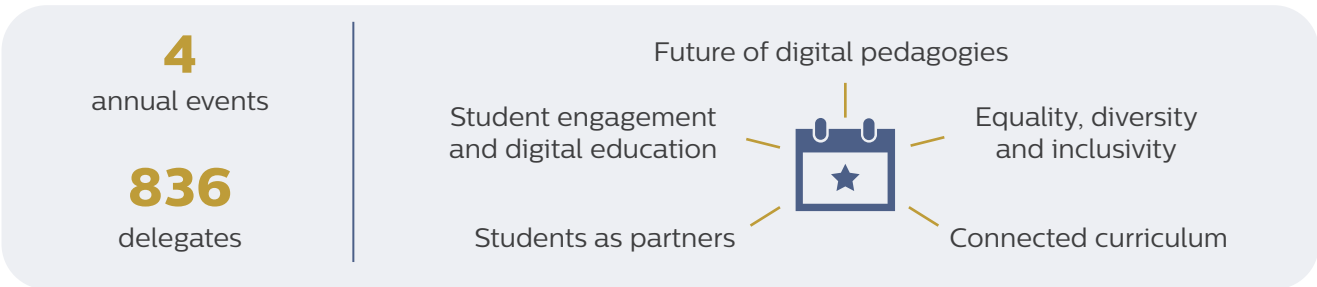 4
annual events
836
delegates
Future of digital pedagogies
Student engagement
and digital education
Equality, diversity
and inclusivity
Students as partners
Connected curriculum